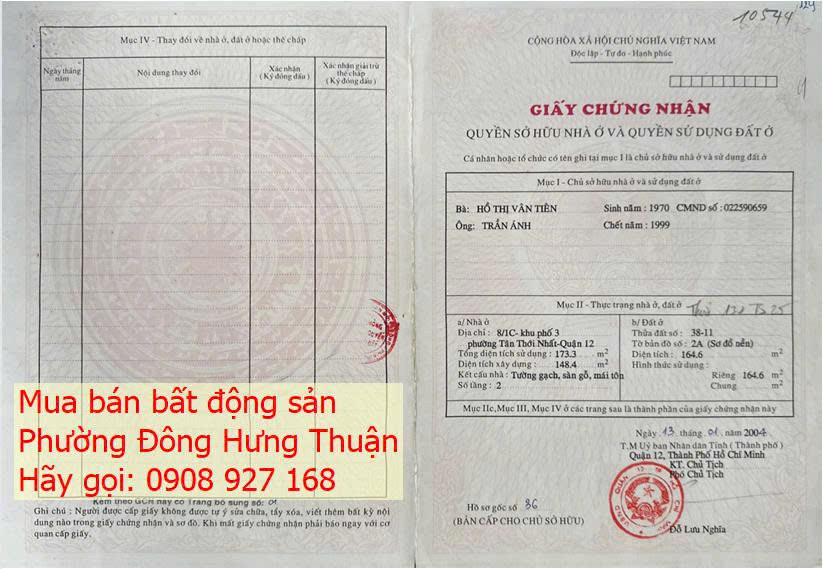 Mục IV - Thay đổi về nhà ở, đất ở hoặc thế chấp
Ngày tháng năm
Nội dung thay đổi
Xác nhận (Ký đóng dấu)
Xác nhận giải trừ thế chấp (Ký đóng dấu)
Mua bán bất động sản
Phường Đông Hưng Thuận
Hãy gọi: 0908 927 168
Kèm theo GCN này có Trang bổ sung số: 01
Ghi chú : Người được cấp giấy không được tự ý sửa chữa, tẩy xóa, viết thêm bất kỳ nội
dung nào trong giấy chứng nhận và sơ đồ. Khi mất giấy chứng nhận phải báo ngay với cơ
quan cấp giấy.
10544
CỘNG HÒA XÃ HỘI CHỦ NGHĨA VIỆT NAM
Độc lập - Tự do - Hạnh phúc
GIẤY CHỨNG NHẬN
QUYỀN SỞ HỮU NHÀ Ở VÀ QUYỀN SỬ DỤNG ĐẤT Ở
Cá nhân hoặc tổ chức có tên ghi tại mục I là chủ sở hữu nhà ở và sử dụng đất ở
Mục I - Chủ sở hữu nhà ở và sử dụng đất ở
Bà: HỒ THỊ VÂN TIÊN Sinh năm : 1970 CMND số : 022590659
Ông: TRẦN ÁNH Chết năm : 1999
Mục II - Thực trạng nhà ở, đất ở
a/ Nhà ở
Địa chỉ : 8/1C- khu phố 3
phường Tân Thới Nhất-Quận 12
Tổng diện tích sử dụng : 173.3 m2
Diện tích xây dựng : 148.4 m2
Kết cấu nhà : Tường gạch, sàn gỗ, mái tôn
Số tầng : 2
b/ Đất ở
Thửa đất số: 38-11
Tờ bản đồ số: 2A (Sơ đồ nền)
Diện tích : 164.6 m2
Hình thức sử dụng :
Riêng 164.6 m2
Chung m2
Mục IIc, Mục III, Mục IV ở các trang sau là thành phần của giấy chứng nhận này
Ngày 13 tháng 01 năm 2004
T.M Uỷ ban Nhân dân Tỉnh ( Thành phố )
Quận 12, Thành Phố Hồ Chí Minh
KT. Chủ Tịch
Phó Chủ Tịch
Hồ sơ gốc số 36
(BẢN CẤP CHO CHỦ SỞ HỮU)
Đỗ Lưu Nghĩa